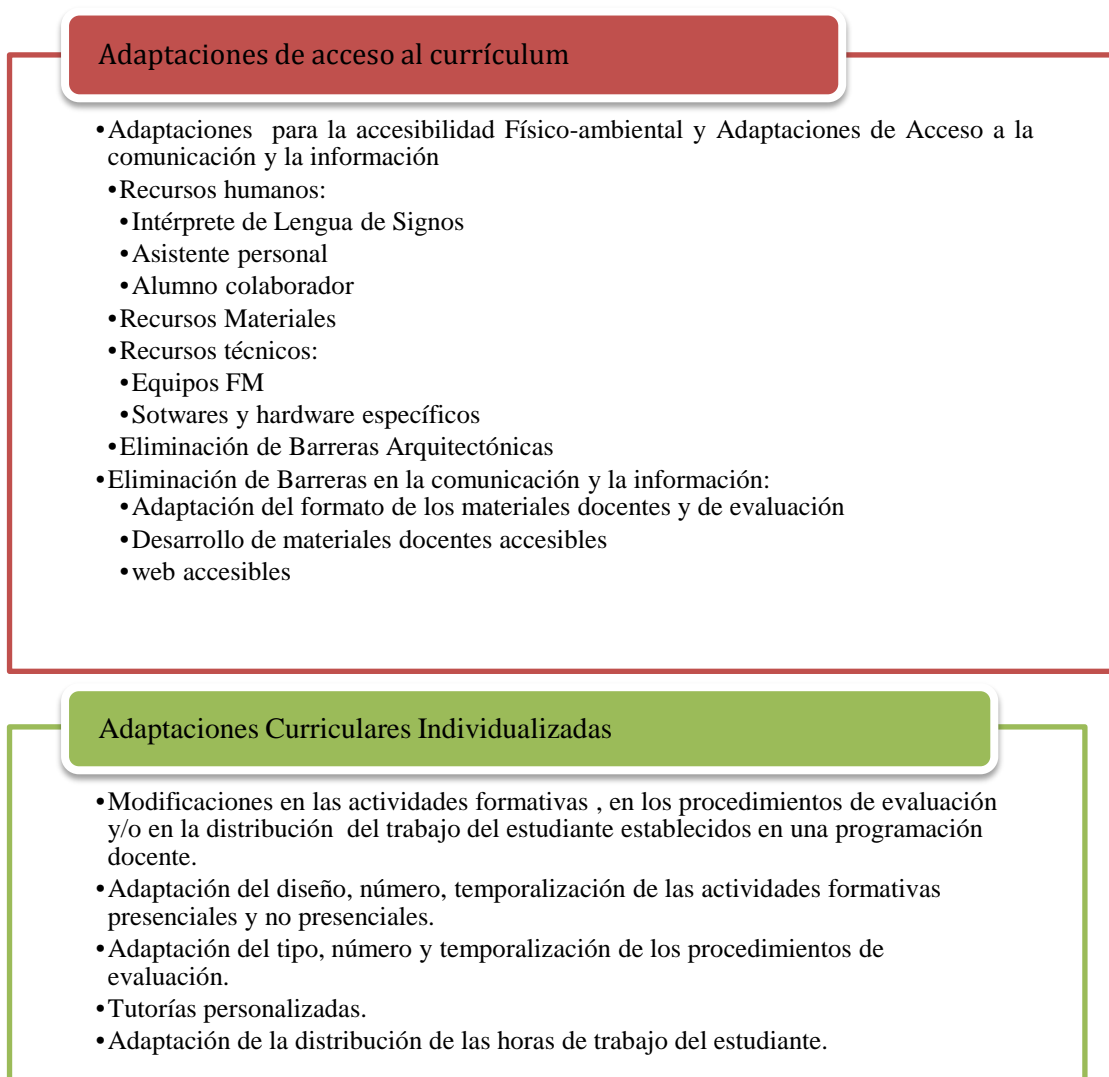 Adaptaciones de acceso al currículum
•Adaptaciones para la accesibilidad Físico-ambiental y Adaptaciones de Acceso a la
comunicación y la información
•Recursos humanos:
•Intérprete de Lengua de Signos
•Asistente personal
•Alumno colaborador
•Recursos Materiales
•Recursos técnicos:
•Equipos FM
•Sotwares y hardware específicos
•Eliminación de Barreras Arquitectónicas
•Eliminación de Barreras en la comunicación y la información:
•Adaptación del formato de los materiales docentes y de evaluación
•Desarrollo de materiales docentes accesibles
•web accesibles
Adaptaciones Curriculares Individualizadas
•Modificaciones en las actividades formativas , en los procedimientos de evaluación
y/o en la distribución del trabajo del estudiante establecidos en una programación
docente.
•Adaptación del diseño, número, temporalización de las actividades formativas
presenciales y no presenciales.
•Adaptación del tipo, número y temporalización de los procedimientos de
evaluación.
•Tutorías personalizadas.
•Adaptación de la distribución de las horas de trabajo del estudiante.